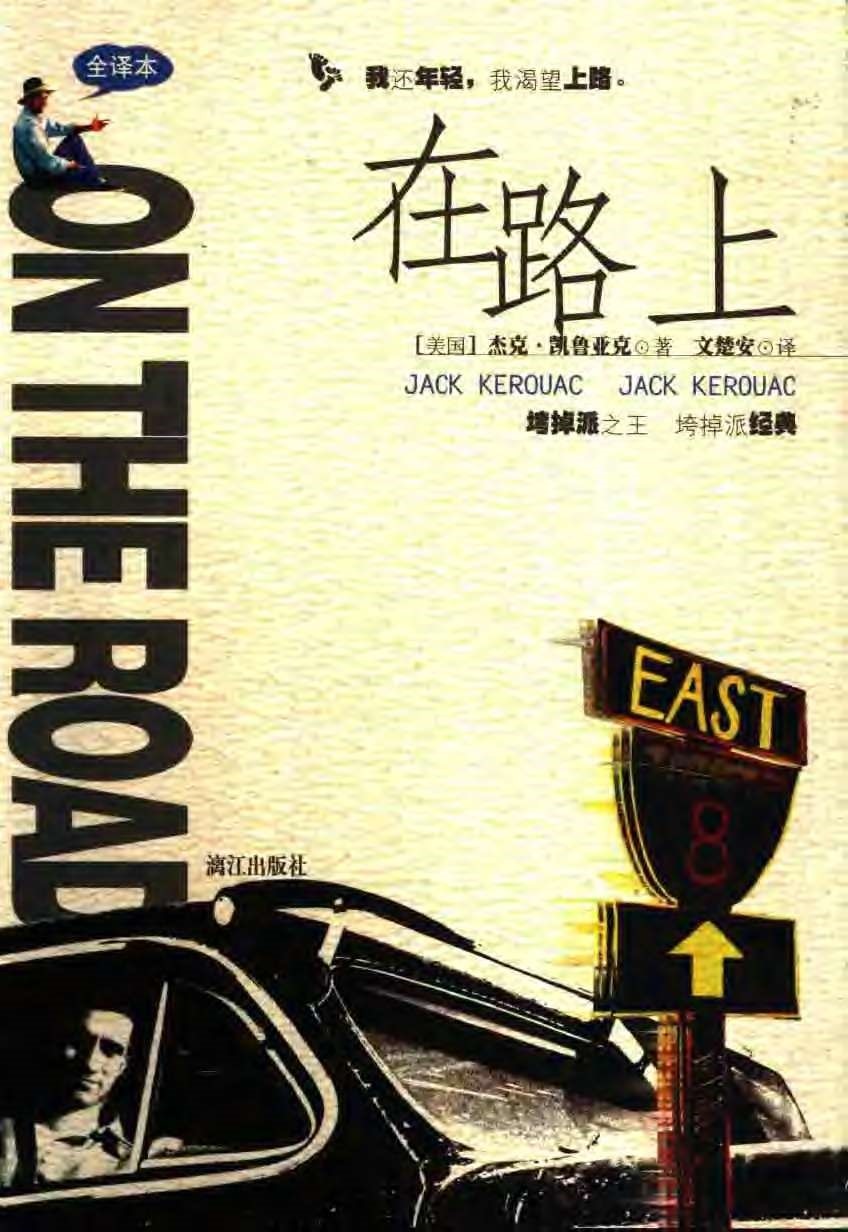 全译本
我还年轻，我渴望上路。
在路上
ON THE ROAD
［美国］杰克·凯鲁亚克⊙著 文楚安⊙译
JACK KEROUAC JACK KEROUAC
垮掉派之王 垮掉派经典
EAST
8
漓江出版社